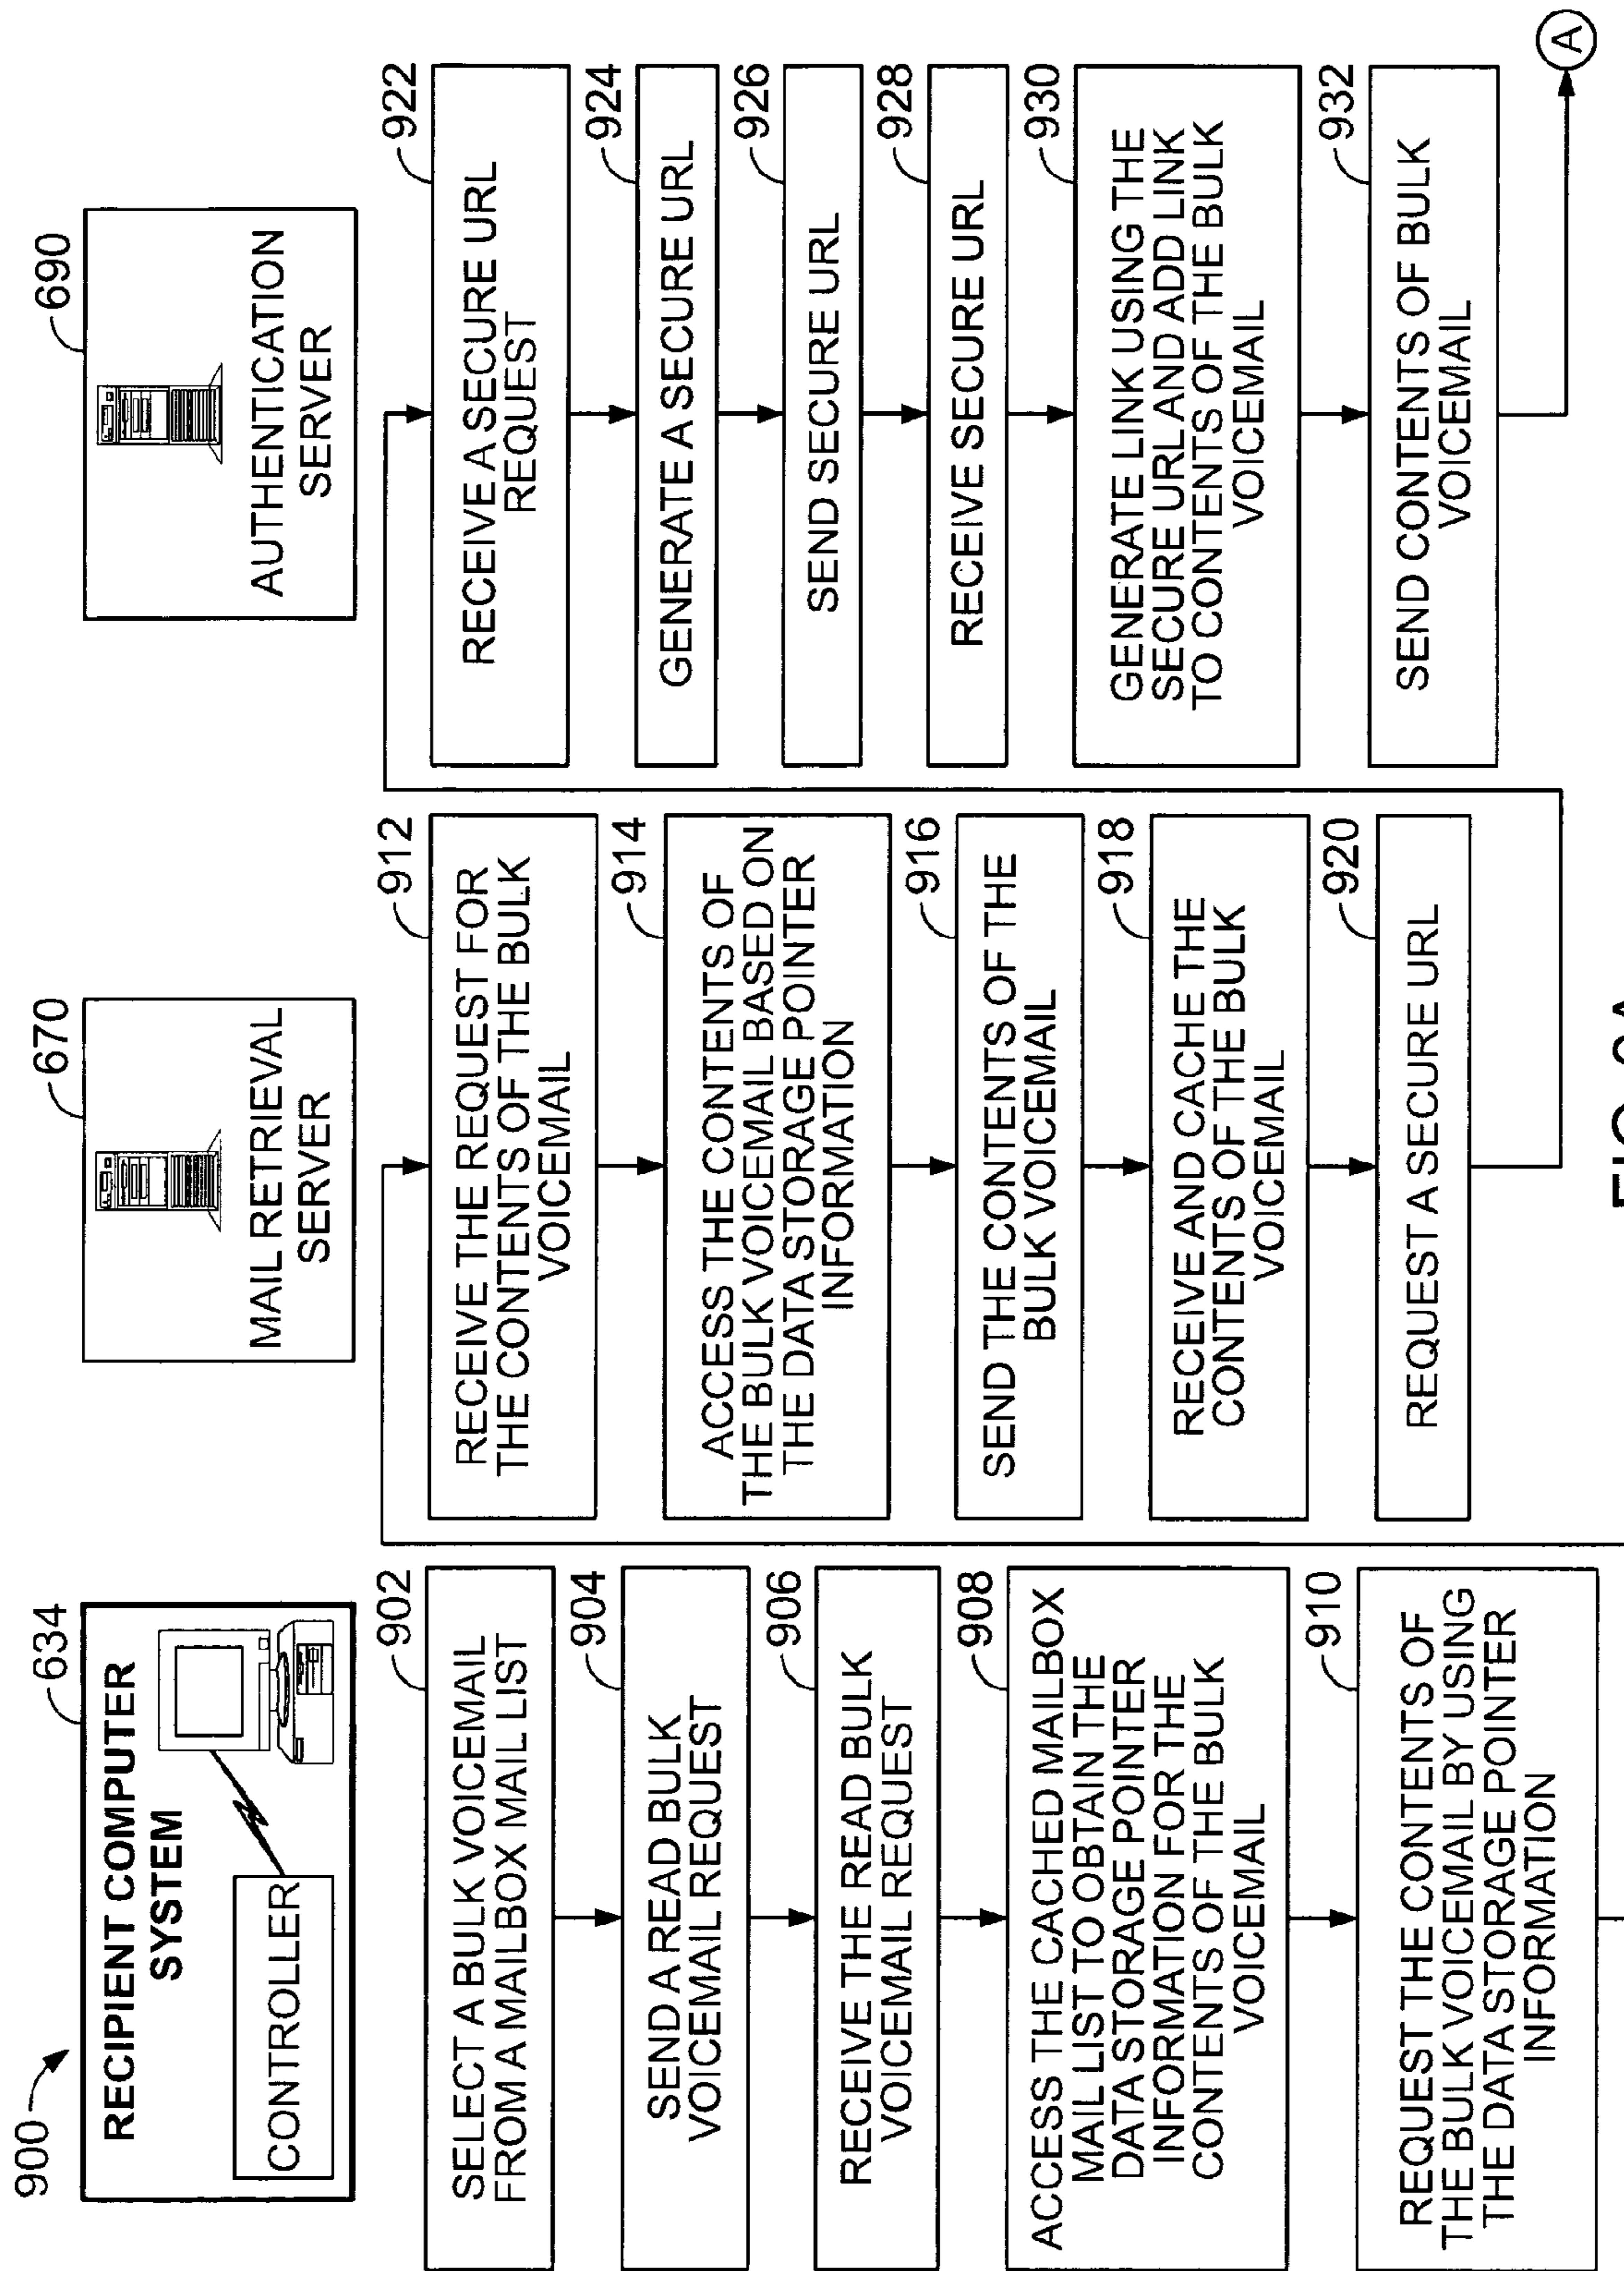 900
634
RECIPIENT COMPUTER
SYSTEM
CONTROLLER
902
SELECT A BULK VOICEMAIL
FROM A MAILBOX MAIL LIST
904
SEND A READ BULK
VOICEMAIL REQUEST
906
RECEIVE THE READ BULK
VOICEMAIL REQUEST
908
ACCESS THE CACHED MAILBOX
MAIL LIST TO OBTAIN THE
DATA STORAGE POINTER
INFORMATION FOR THE
CONTENTS OF THE BULK
VOICEMAIL
910
REQUEST THE CONTENTS OF
THE BULK VOICEMAIL BY USING
THE DATA STORAGE POINTER
INFORMATION
670
MAIL RETRIEVAL
SERVER
912
RECEIVE THE REQUEST FOR
THE CONTENTS OF THE BULK
VOICEMAIL
914
ACCESS THE CONTENTS OF
THE BULK VOICEMAIL BASED ON
THE DATA STORAGE POINTER
INFORMATION
916
SEND THE CONTENTS OF THE
BULK VOICEMAIL
918
RECEIVE AND CACHE THE
CONTENTS OF THE BULK
VOICEMAIL
920
REQUEST A SECURE URL
690
AUTHENTICATION
SERVER
922
RECEIVE A SECURE URL
REQUEST
924
GENERATE A SECURE URL
926
SEND SECURE URL
928
RECEIVE SECURE URL
930
GENERATE LINK USING THE
SECURE URL AND ADD LINK
TO CONTENTS OF THE BULK
VOICEMAIL
932
SEND CONTENTS OF BULK
VOICEMAIL
A